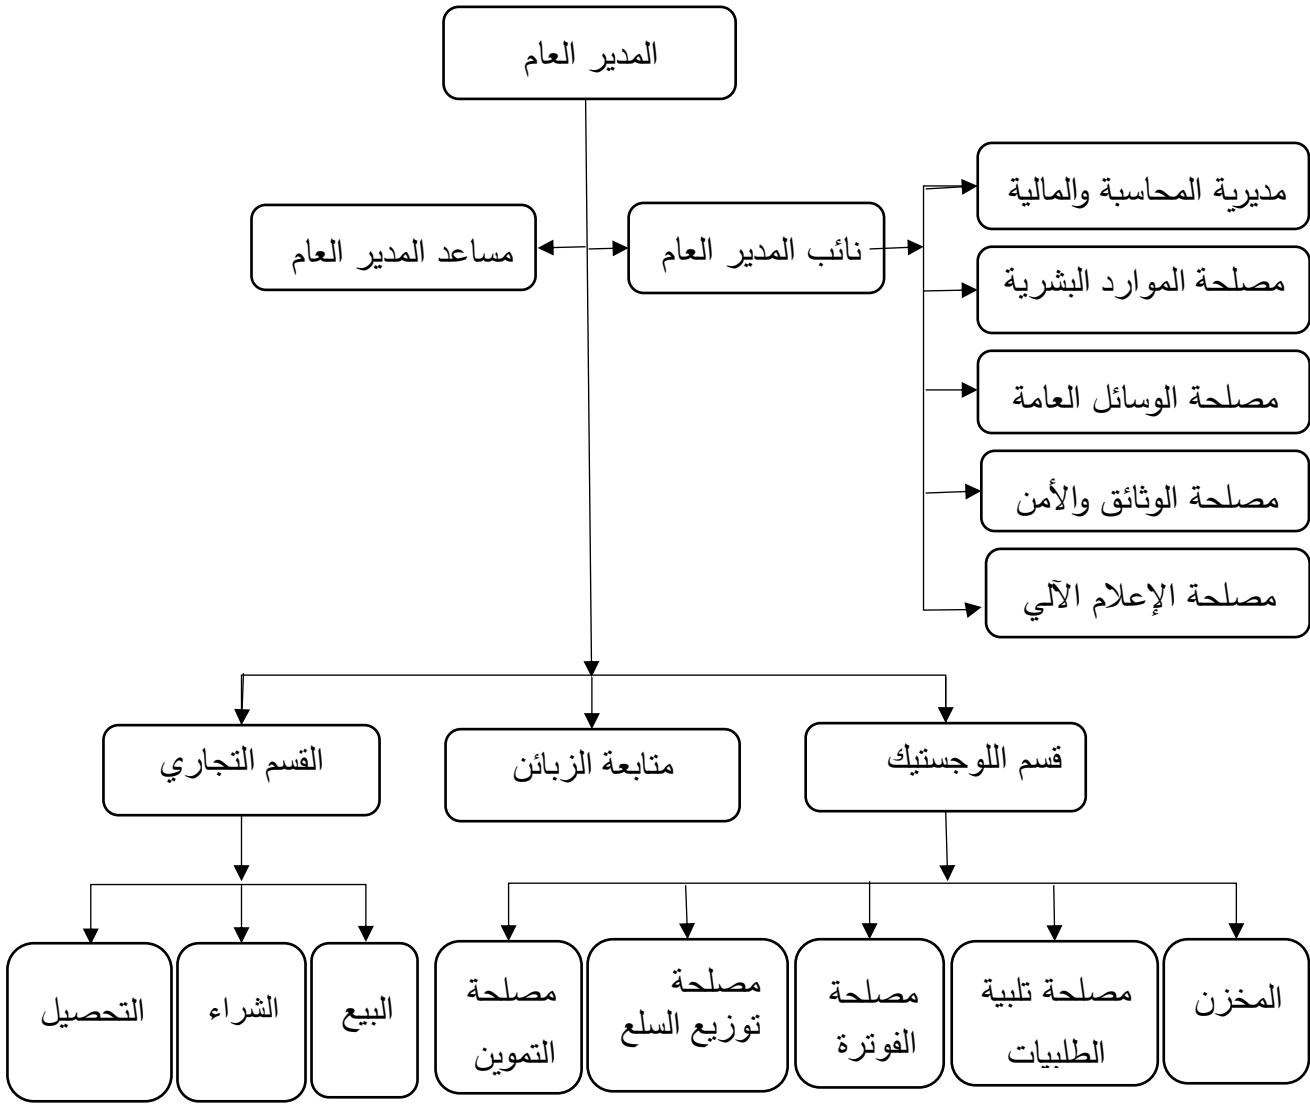 المدير العام
مديرية المحاسبة والمالية
نائب المدير العام
مساعد المدير العام
مصلحة الموارد البشرية
مصلحة الوسائل العامة
مصلحة الوثائق والأمن
مصلحة الإعلام الآلي
قسم اللوجستيك
متابعة الزبائن
القسم التجاري
المخزن
مصلحة تلبية
الطلبيات
مصلحة
الفوترة
مصلحة
توزيع السلع
مصلحة
التموين
البيع
الشراء
التحصيل